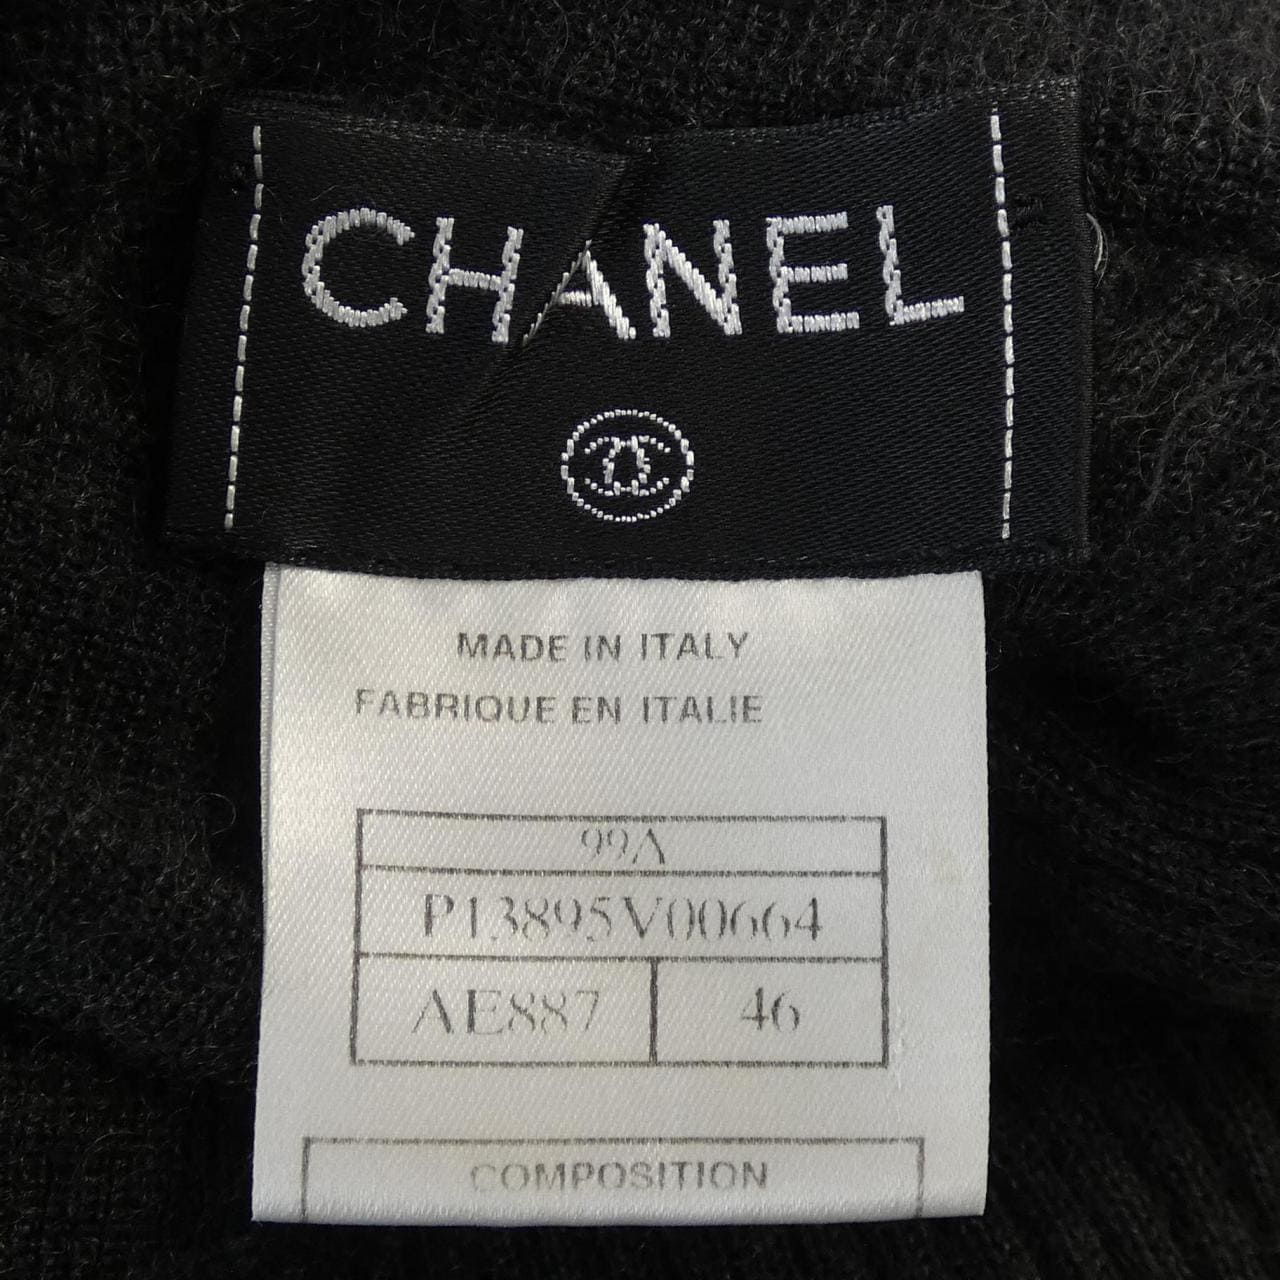 CHANEL
MADE IN ITALY
FABRIQUE EN ITALIE
99A
P13895V00664
AE887 46
COMPOSITION